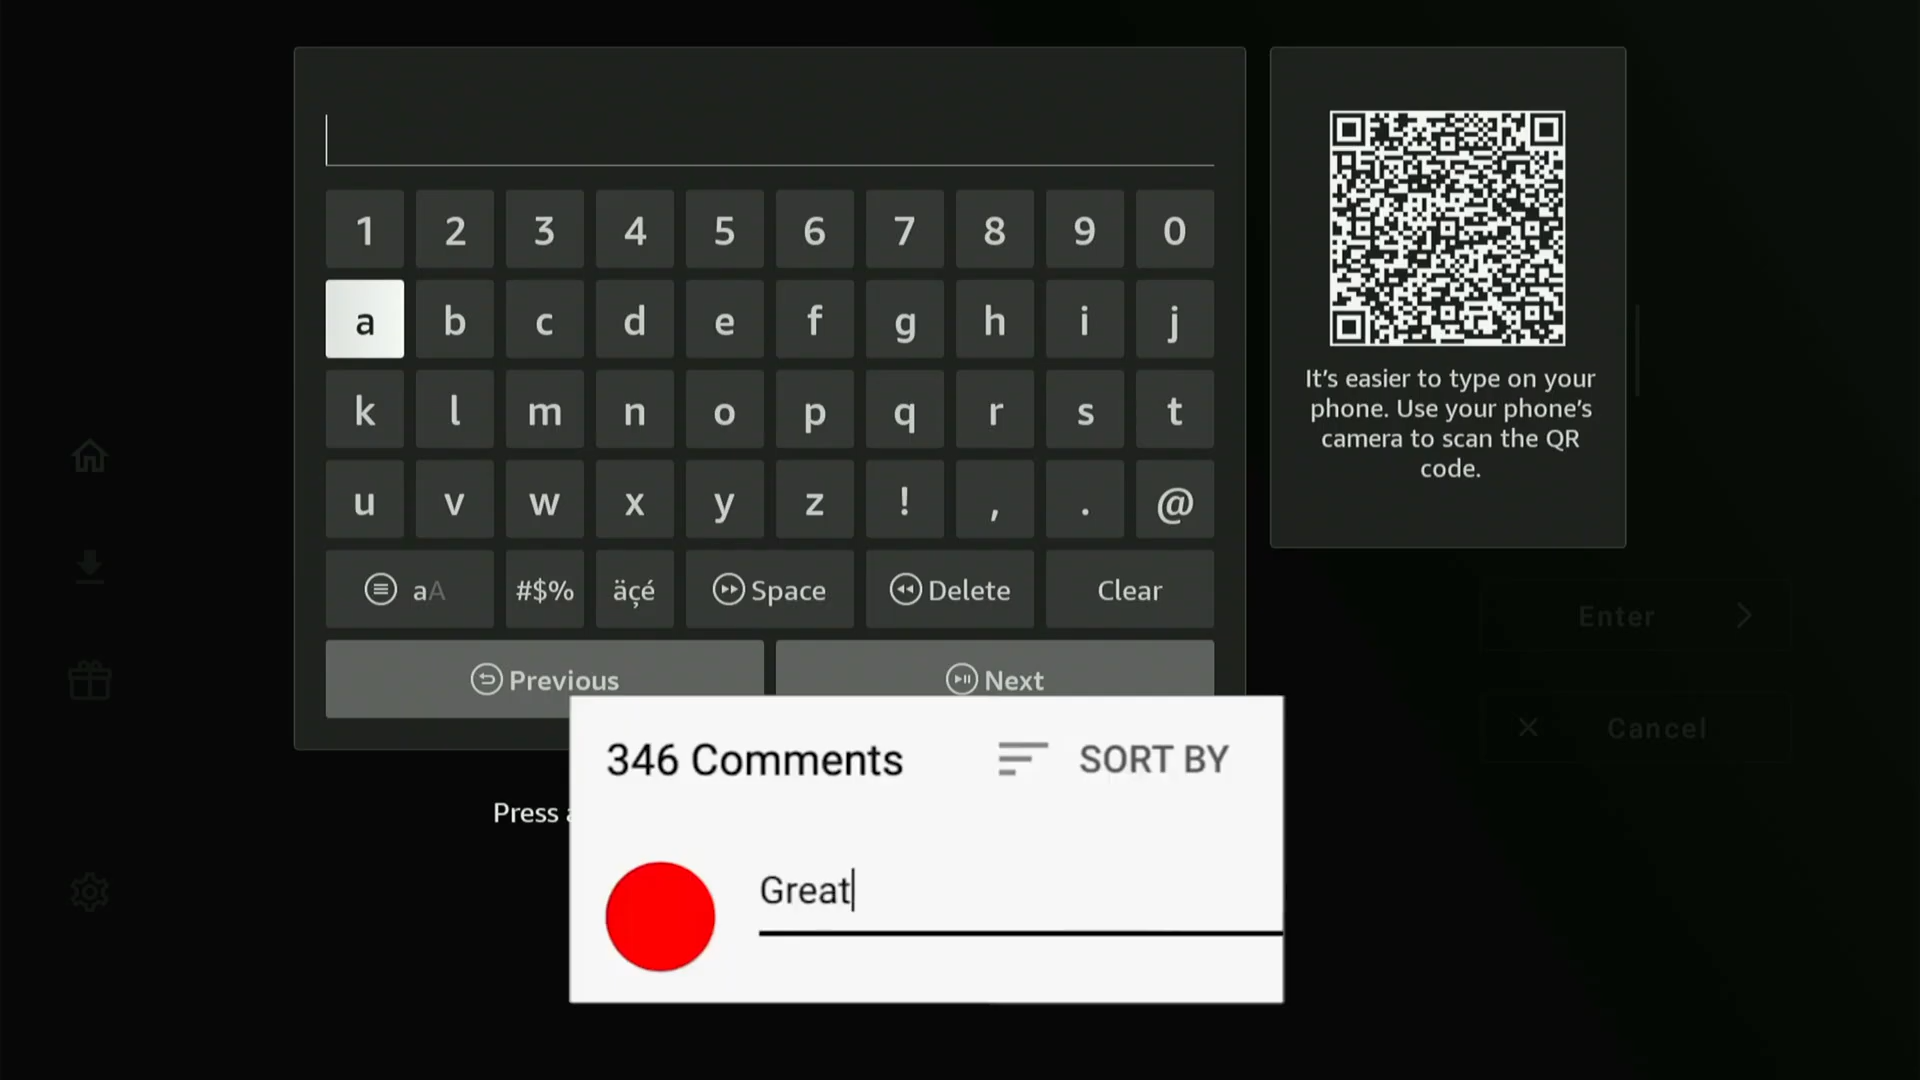 1 2 3 4 5 6 7 8 9 0
a b c d e f g h i j
k l m n o p q r s t
u v w x y z ! , . @
aA #$% äçé Space Delete Clear
Previous Next
It's easier to type on your
phone. Use your phone's
camera to scan the QR
code.
Enter
Cancel
Press
346 Comments SORT BY
Great